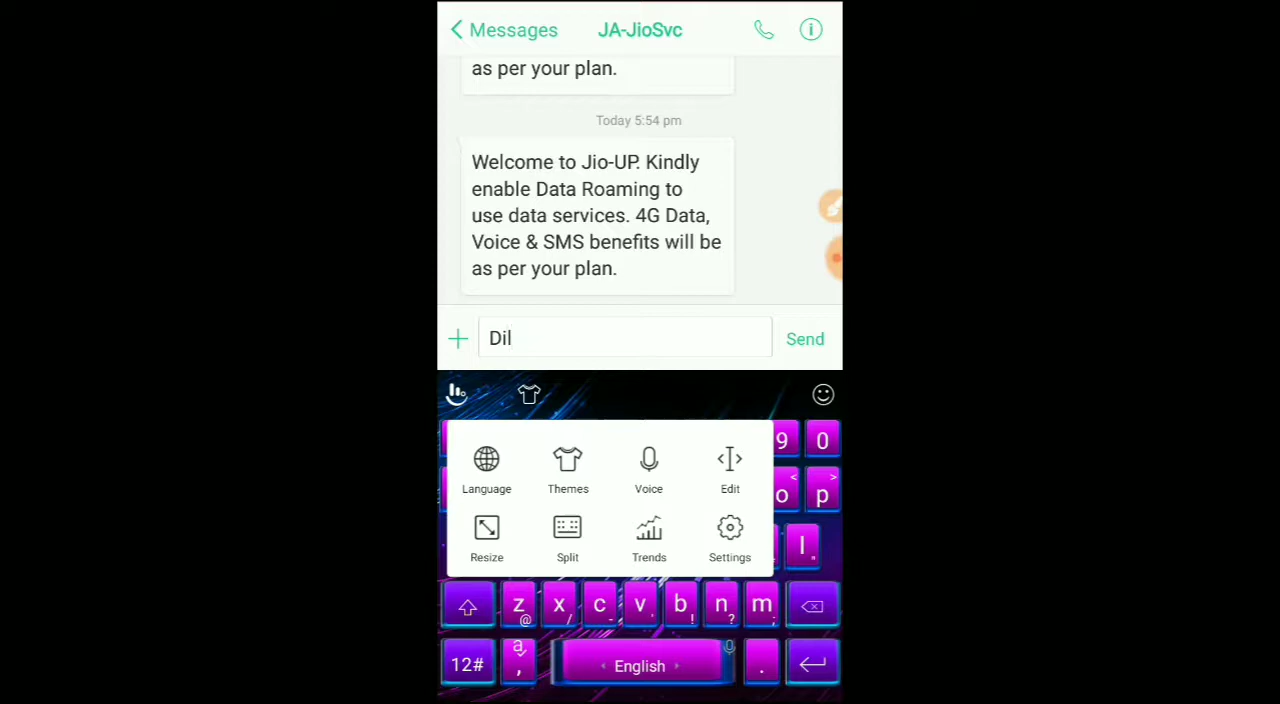 Messages
JA-JioSvc
as per your plan.
Today 5:54 pm
Welcome to Jio-UP. Kindly
enable Data Roaming to
use data services. 4G Data,
Voice & SMS benefits will be
as per your plan.
Dil
Send
9 0
Language Themes Voice Edit
o < p >
Resize Split Trends Settings
l "
z @ x / c - v ' b ! n ? m ;
12# a , English .